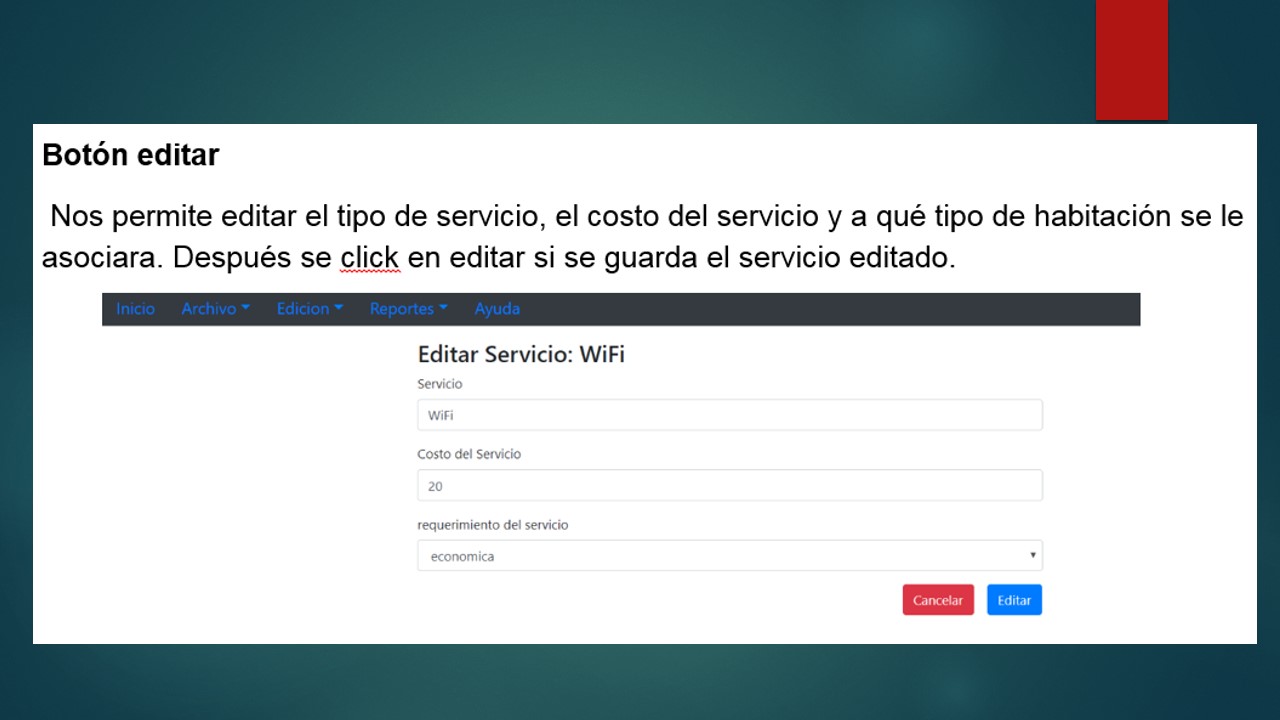 Botón editar
Nos permite editar el tipo de servicio, el costo del servicio y a qué tipo de habitación se le
asociara. Después se click en editar si se guarda el servicio editado.
Inicio Archivo Edicion Reportes Ayuda
Editar Servicio: WiFi
Servicio
WiFi
Costo del Servicio
20
requerimiento del servicio
economica
Cancelar Editar